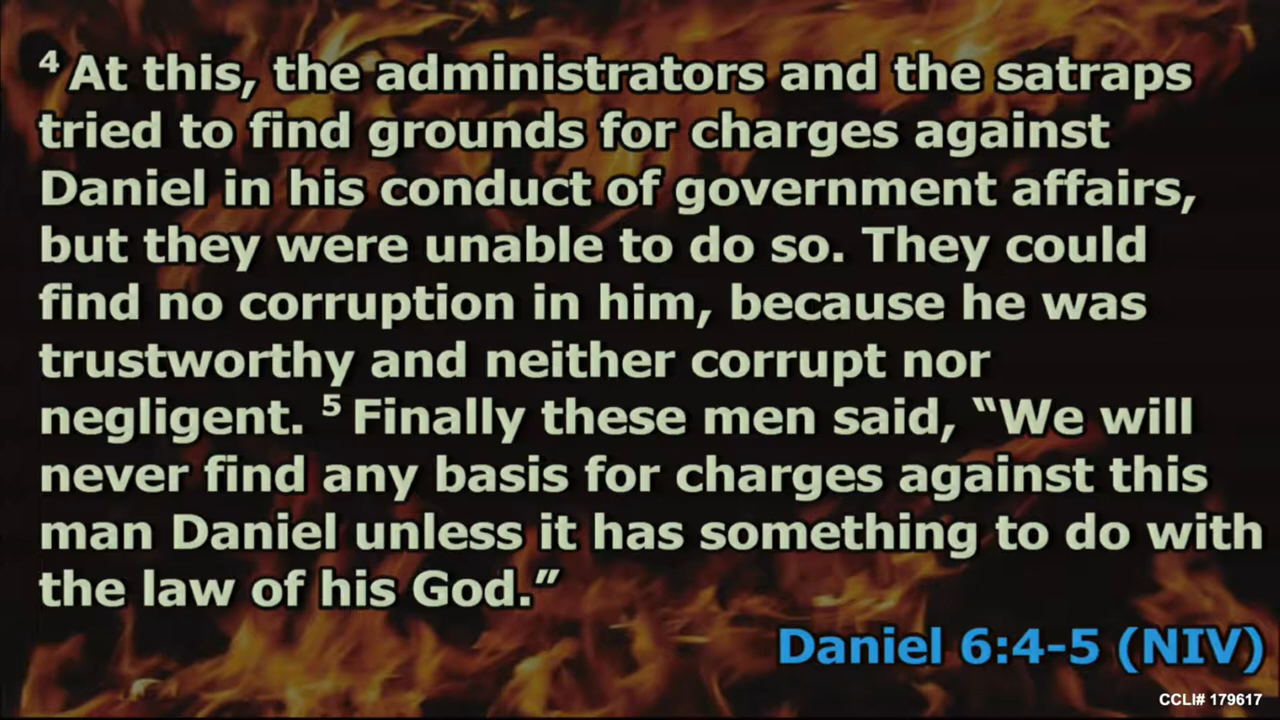 ⁴ At this, the administrators and the satraps
tried to find grounds for charges against
Daniel in his conduct of government affairs,
but they were unable to do so. They could
find no corruption in him, because he was
trustworthy and neither corrupt nor
negligent. ⁵ Finally these men said, “We will
never find any basis for charges against this
man Daniel unless it has something to do with
the law of his God.”
Daniel 6:4-5 (NIV)
CCLI# 179617